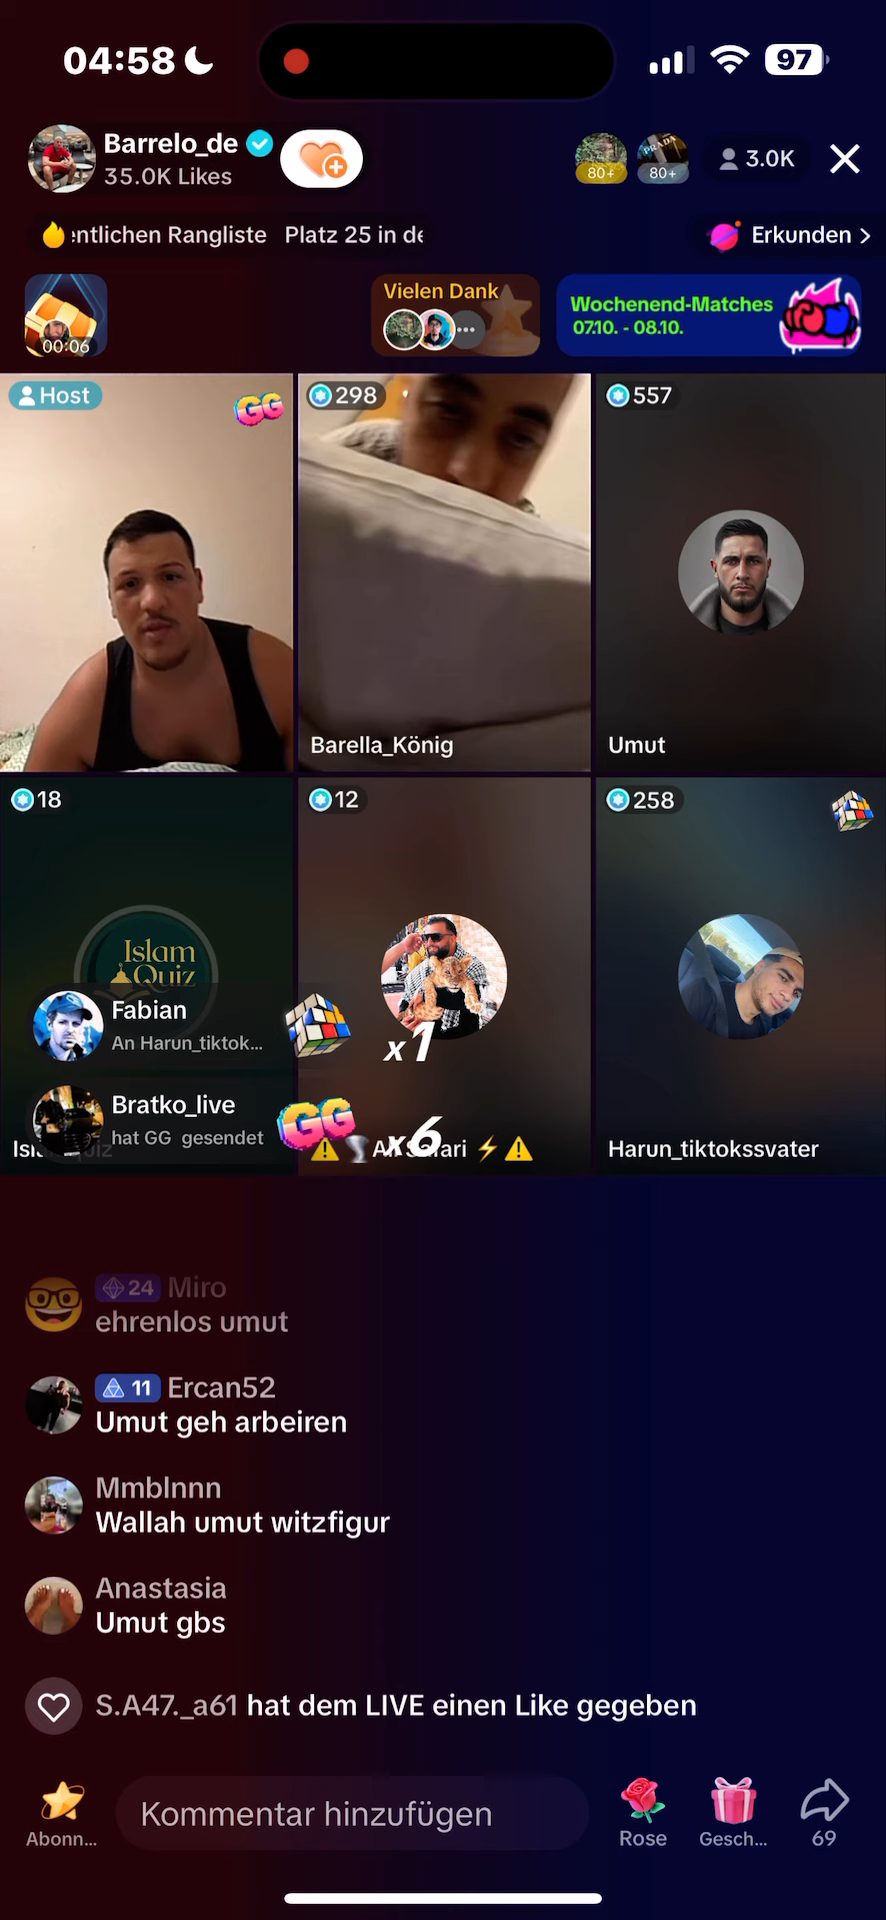 04:58
97
Barrelo_de
35.0K Likes
80+
80+
3.0K
entlichen Rangliste Platz 25 in de
Erkunden >
00:06
Vielen Dank
Wochenend-Matches
07.10. - 08.10.
Host
GG
298
557
Barella_König
Umut
18
12
258
Islam
Quiz
Fabian
An Harun_tiktok...
x1
Bratko_live
hat GG gesendet
GG
x6
Harun_tiktokssvater
24 Miro
ehrenlos umut
11 Ercan52
Umut geh arbeiren
Mmblnnn
Wallah umut witzfigur
Anastasia
Umut gbs
S.A47._a61 hat dem LIVE einen Like gegeben
Abonn...
Kommentar hinzufügen
Rose
Gesch...
69